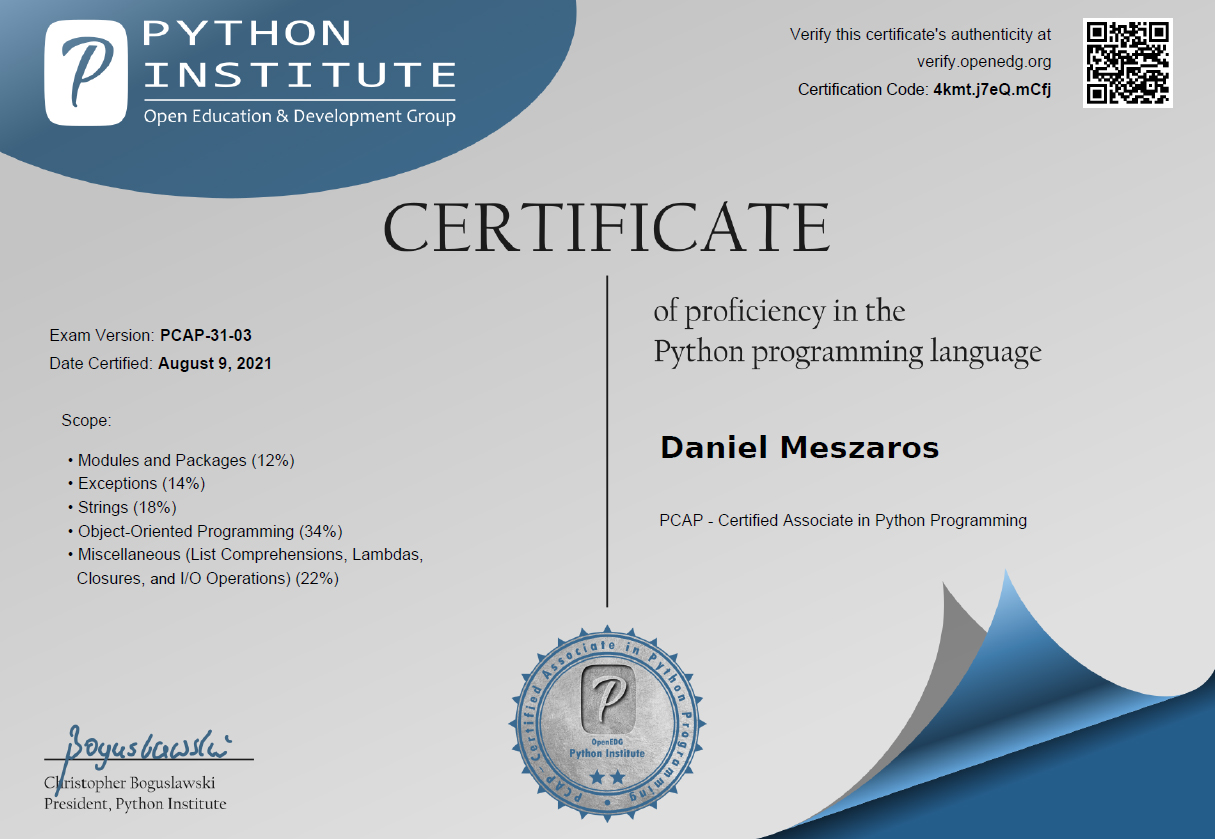 PYTHON
INSTITUTE
Open Education & Development Group
Verify this certificate's authenticity at
verify.openedg.org
Certification Code: 4kmt.j7eQ.mCfj
CERTIFICATE
of proficiency in the
Python programming language
Exam Version: PCAP-31-03
Date Certified: August 9, 2021
Scope:
• Modules and Packages (12%)
• Exceptions (14%)
• Strings (18%)
• Object-Oriented Programming (34%)
• Miscellaneous (List Comprehensions, Lambdas,
Closures, and I/O Operations) (22%)
Daniel Meszaros
PCAP - Certified Associate in Python Programming
PCAP-Certified Associate in Python Programming
OpenEDG
Python Institute
Boguslawski
Christopher Boguslawski
President, Python Institute